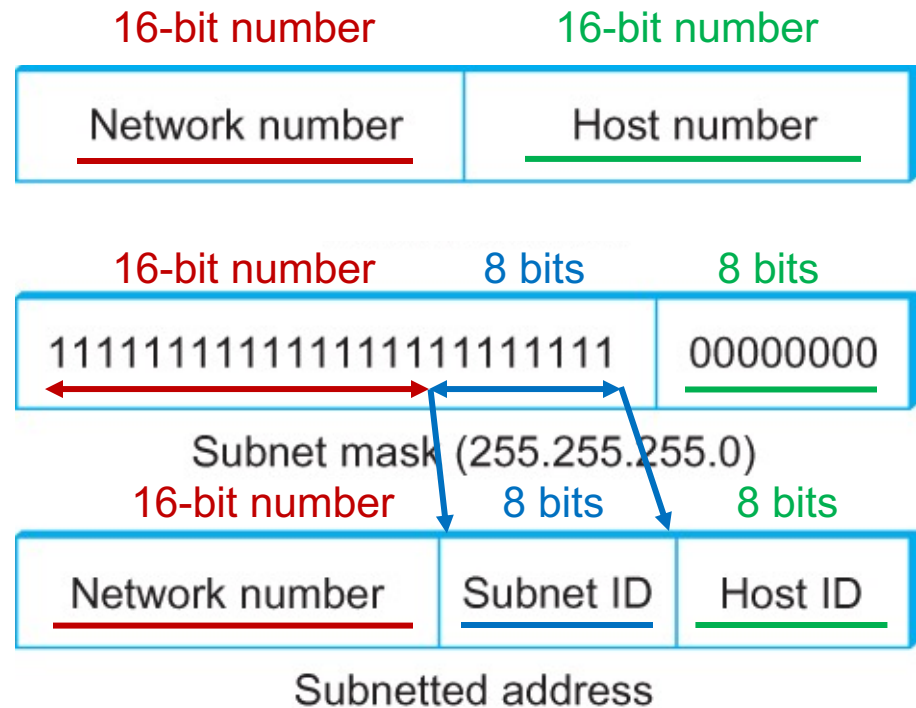 16-bit number 16-bit number
Network number Host number
16-bit number 8 bits 8 bits
111111111111111111111111 00000000
Subnet mask (255.255.255.0)
16-bit number 8 bits 8 bits
Network number Subnet ID Host ID
Subnetted address